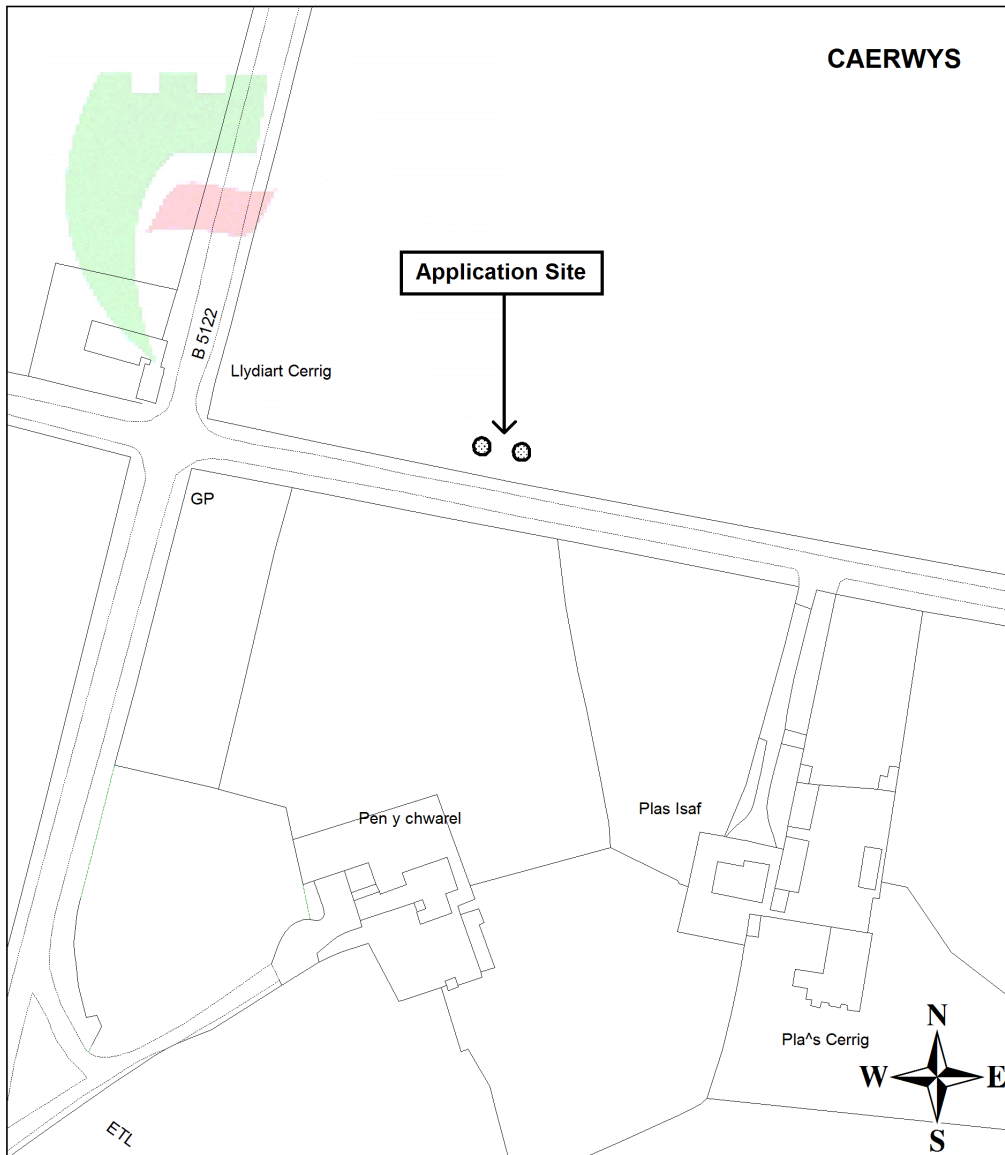 CAERWYS
Application Site
B 5122
Llydiart Cerrig
GP
Pen y chwarel
Plas Isaf
Pla^s Cerrig
N
W E
S
ETL